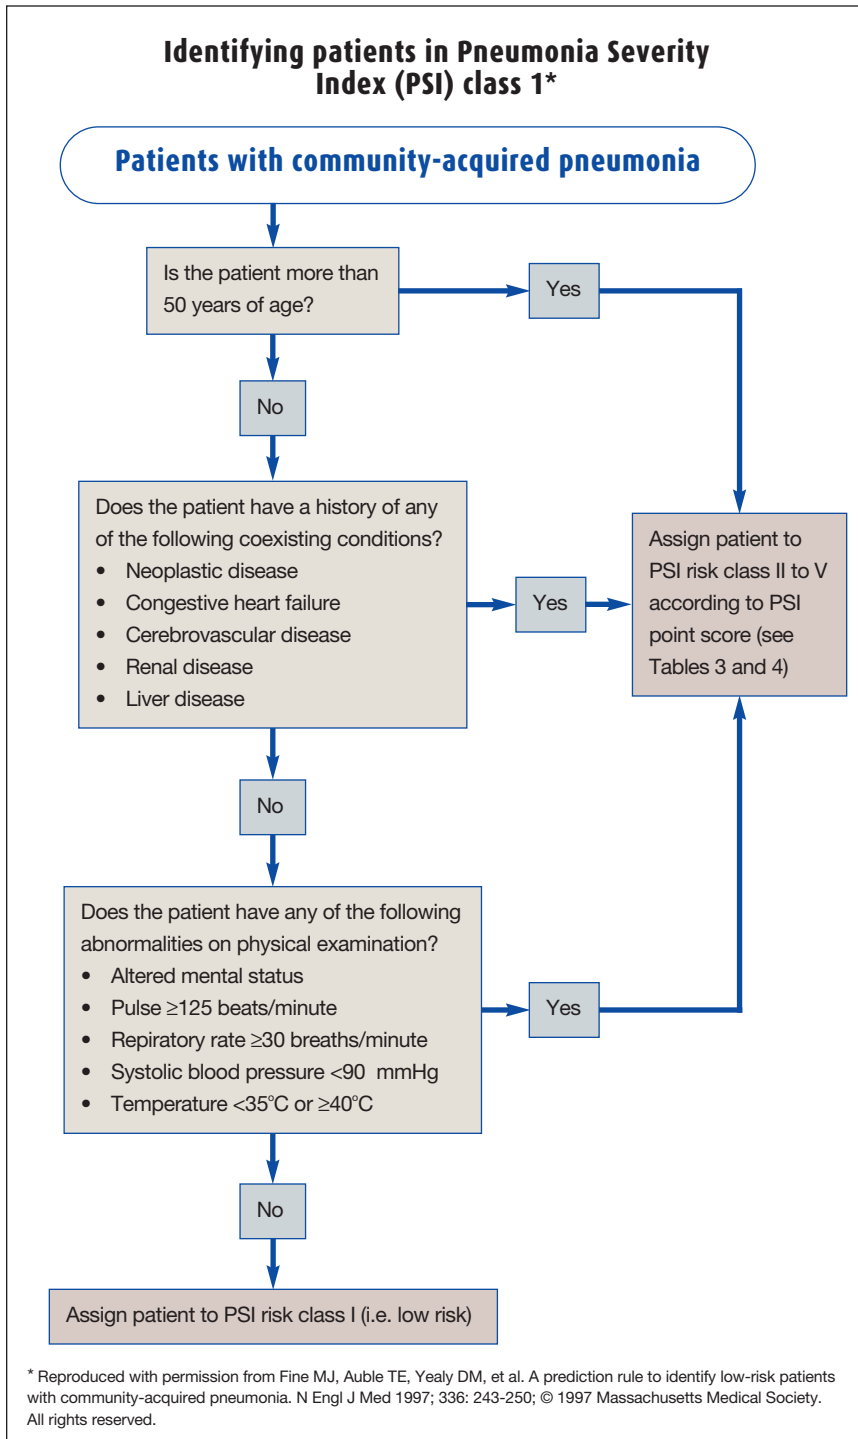 Identifying patients in Pneumonia Severity
Index (PSI) class 1*
Patients with community-acquired pneumonia
Is the patient more than
50 years of age?
Yes
No
Does the patient have a history of any
of the following coexisting conditions?
• Neoplastic disease
• Congestive heart failure
• Cerebrovascular disease
• Renal disease
• Liver disease
Yes
Assign patient to
PSI risk class II to V
according to PSI
point score (see
Tables 3 and 4)
No
Does the patient have any of the following
abnormalities on physical examination?
• Altered mental status
• Pulse ≥125 beats/minute
• Repiratory rate ≥30 breaths/minute
• Systolic blood pressure <90 mmHg
• Temperature <35°C or ≥40°C
Yes
No
Assign patient to PSI risk class I (i.e. low risk)
* Reproduced with permission from Fine MJ, Auble TE, Yealy DM, et al. A prediction rule to identify low-risk patients
with community-acquired pneumonia. N Engl J Med 1997; 336: 243-250; © 1997 Massachusetts Medical Society.
All rights reserved.